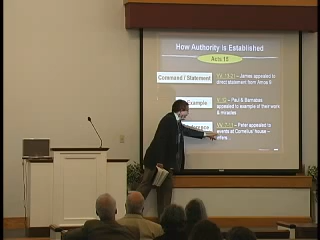 How Authority is Established
Acts 15
Command / Statement
Vv. 13-21 – James appealed to
direct statement from Amos 9
Example
V. 12 – Paul & Barnabas
appealed to example of their work
& miracles
Vv. 7-11 – Peter appealed to
events at Cornelius' house –